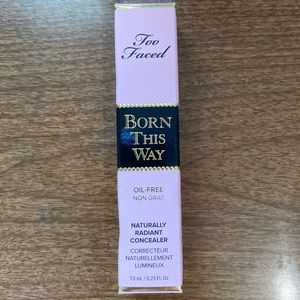 Too
Faced
BORN
THIS
WAY
OIL-FREE
NON GRAS
NATURALLY
RADIANT
CONCEALER
CORRECTEUR
NATURELLEMENT
LUMINEUX
7.0 mL / 0.23 Fl. Oz.